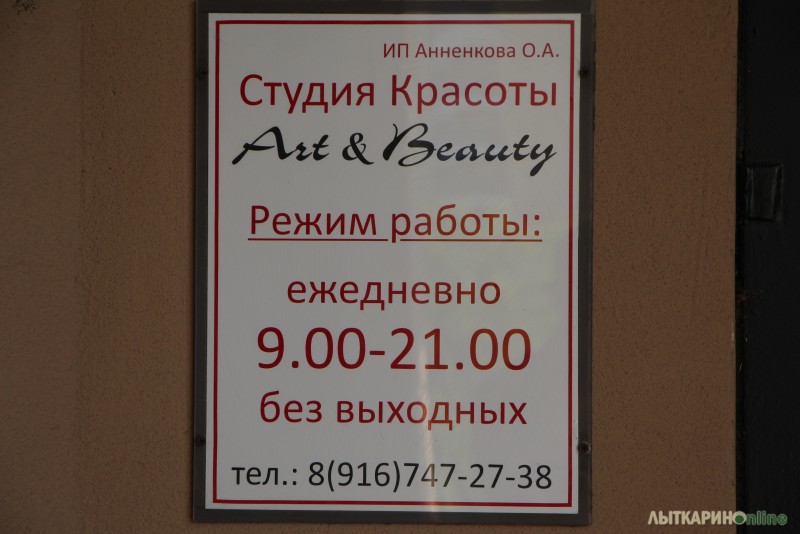 ИП Анненкова О.А.
Студия Красоты
Art & Beauty
Режим работы:
ежедневно
9.00-21.00
без выходных
тел.: 8(916)747-27-38
ЛЫТКАРИНОonline